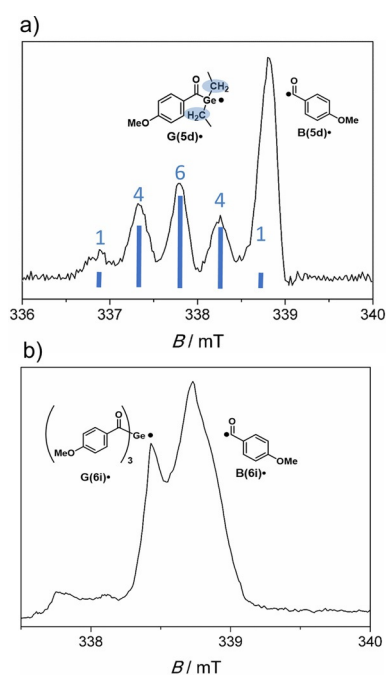 a)
O
CH₂
Ge•
H₂C
MeO
G(5d)•
O
•
OMe
B(5d)•
1
4
6
4
1
336
337
338
339
340
B / mT
b)
O
Ge•
MeO
3
G(6i)•
O
•
OMe
B(6i)•
338
339
340
B / mT